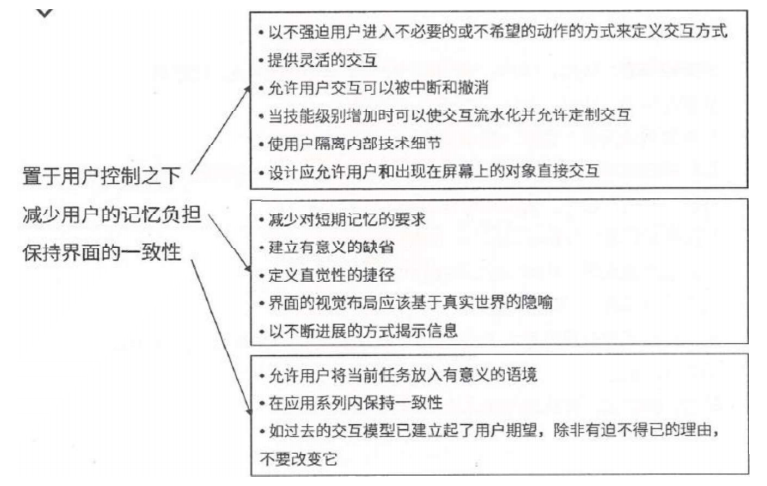 • 以不强迫用户进入不必要的或不希望的动作的方式来定义交互方式
• 提供灵活的交互
• 允许用户交互可以被中断和撤消
• 当技能级别增加时可以使交互流水化并允许定制交互
• 使用户隔离内部技术细节
• 设计应允许用户和出现在屏幕上的对象直接交互
置于用户控制之下
减少用户的记忆负担
保持界面的一致性
• 减少对短期记忆的要求
• 建立有意义的缺省
• 定义直觉性的捷径
• 界面的视觉布局应该基于真实世界的隐喻
• 以不断进展的方式揭示信息
• 允许用户将当前任务放入有意义的语境
• 在应用系列内保持一致性
• 如过去的交互模型已建立起了用户期望，除非有迫不得已的理由，
不要改变它